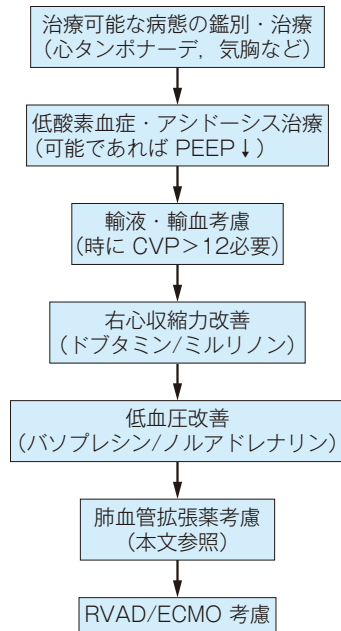 治療可能な病態の鑑別・治療
(心タンポナーデ，気胸など)
低酸素血症・アシドーシス治療
(可能であれば PEEP↓)
輸液・輸血考慮
(時に CVP＞12必要)
右心収縮力改善
(ドブタミン/ミルリノン)
低血圧改善
(バソプレシン/ノルアドレナリン)
肺血管拡張薬考慮
(本文参照)
RVAD/ECMO 考慮